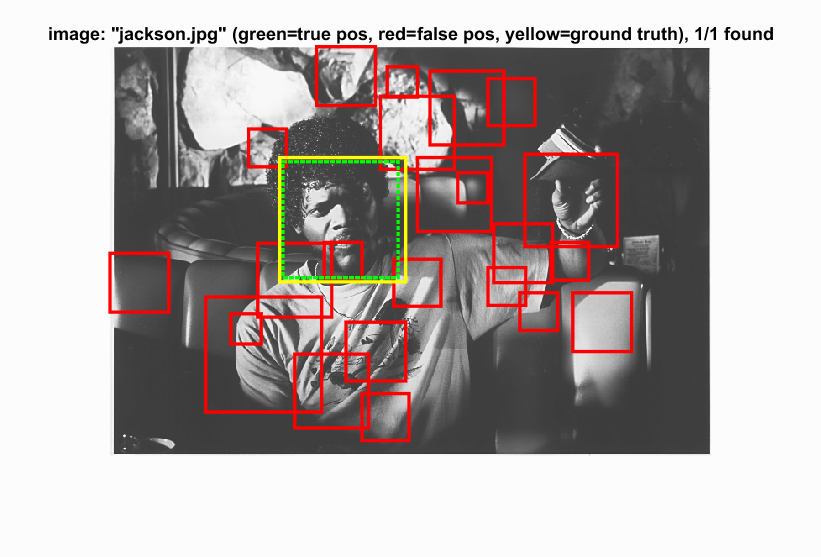 image: "jackson.jpg" (green=true pos, red=false pos, yellow=ground truth), 1/1 found